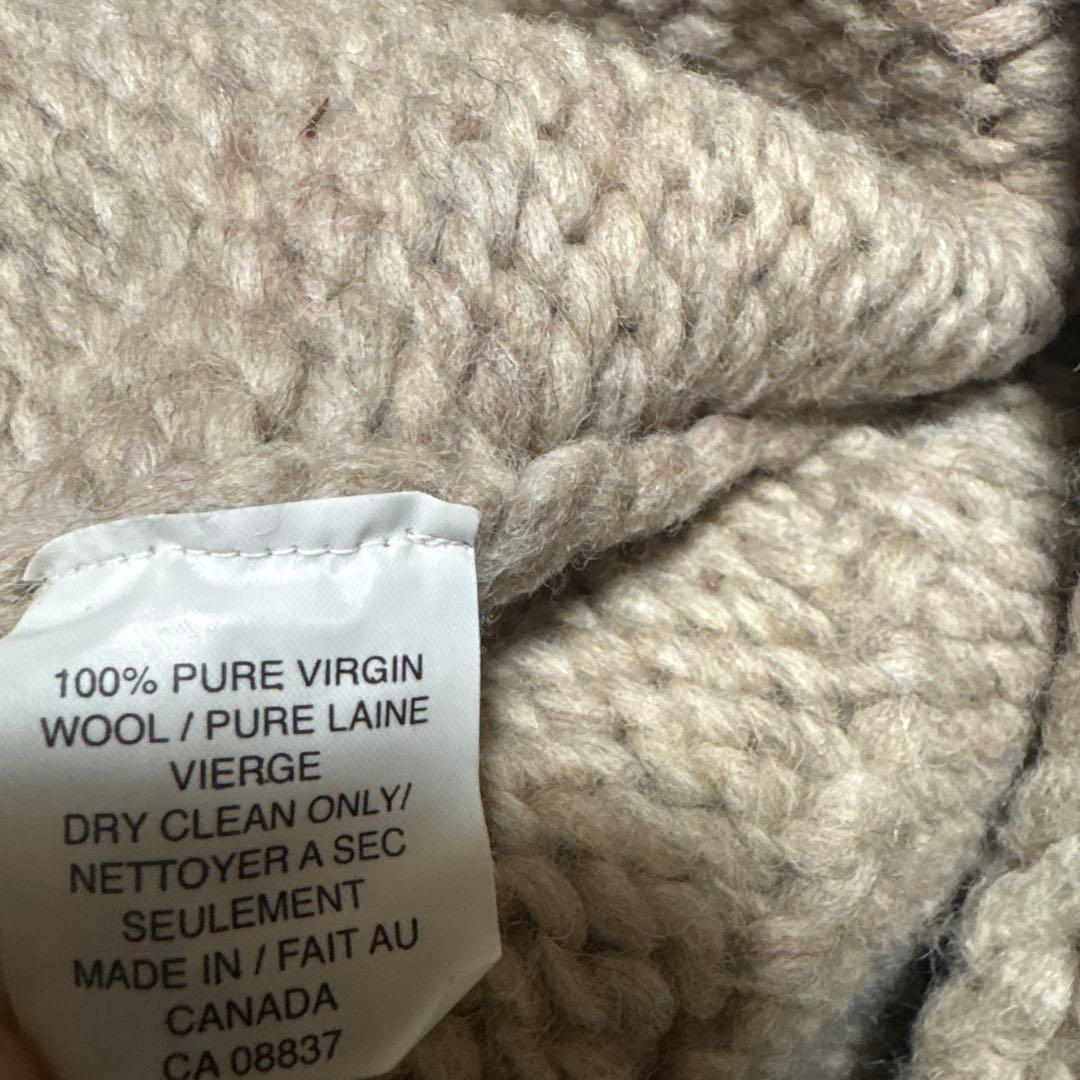 100% PURE VIRGIN
WOOL / PURE LAINE
VIERGE
DRY CLEAN ONLY/
NETTOYER A SEC
SEULEMENT
MADE IN / FAIT AU
CANADA
CA 08837